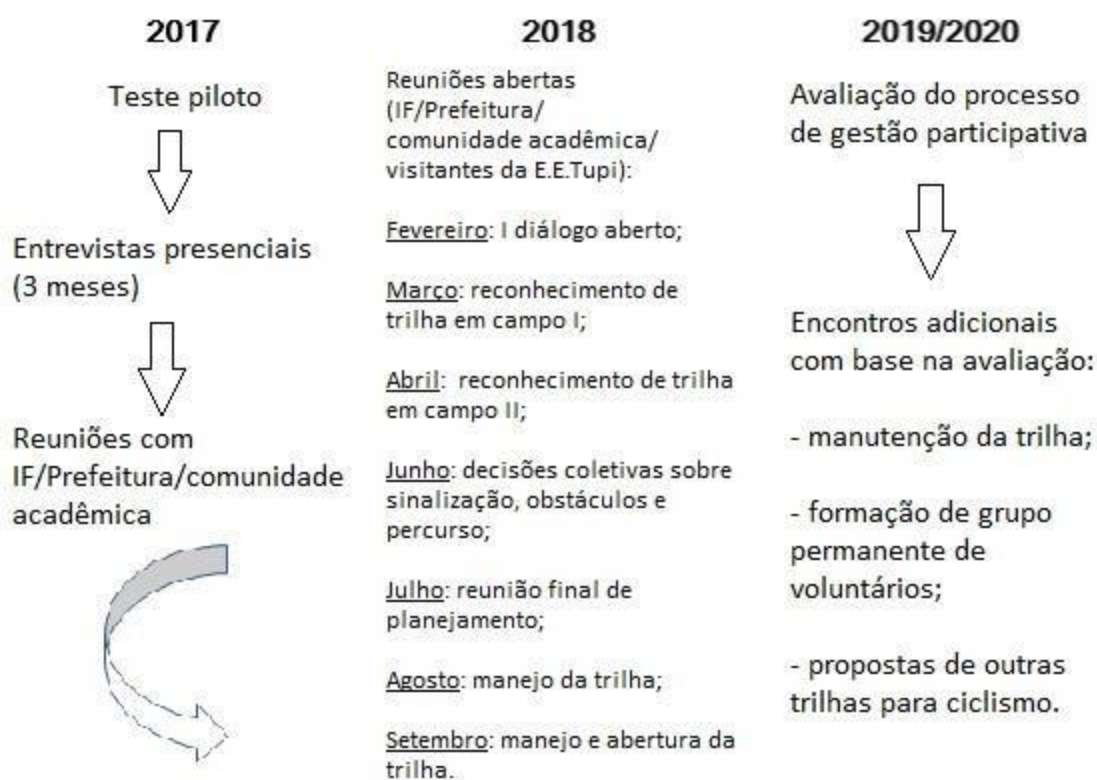 2017
Teste piloto
Entrevistas presenciais
(3 meses)
Reuniões com
IF/Prefeitura/comunidade
acadêmica
2018
Reuniões abertas
(IF/Prefeitura/
comunidade acadêmica/
visitantes da E.E.Tupi):
Fevereiro: I diálogo aberto;
Março: reconhecimento de
trilha em campo I;
Abril: reconhecimento de trilha
em campo II;
Junho: decisões coletivas sobre
sinalização, obstáculos e
percurso;
Julho: reunião final de
planejamento;
Agosto: manejo da trilha;
Setembro: manejo e abertura da
trilha.
2019/2020
Avaliação do processo
de gestão participativa
Encontros adicionais
com base na avaliação:
- manutenção da trilha;
- formação de grupo
permanente de
voluntários;
- propostas de outras
trilhas para ciclismo.